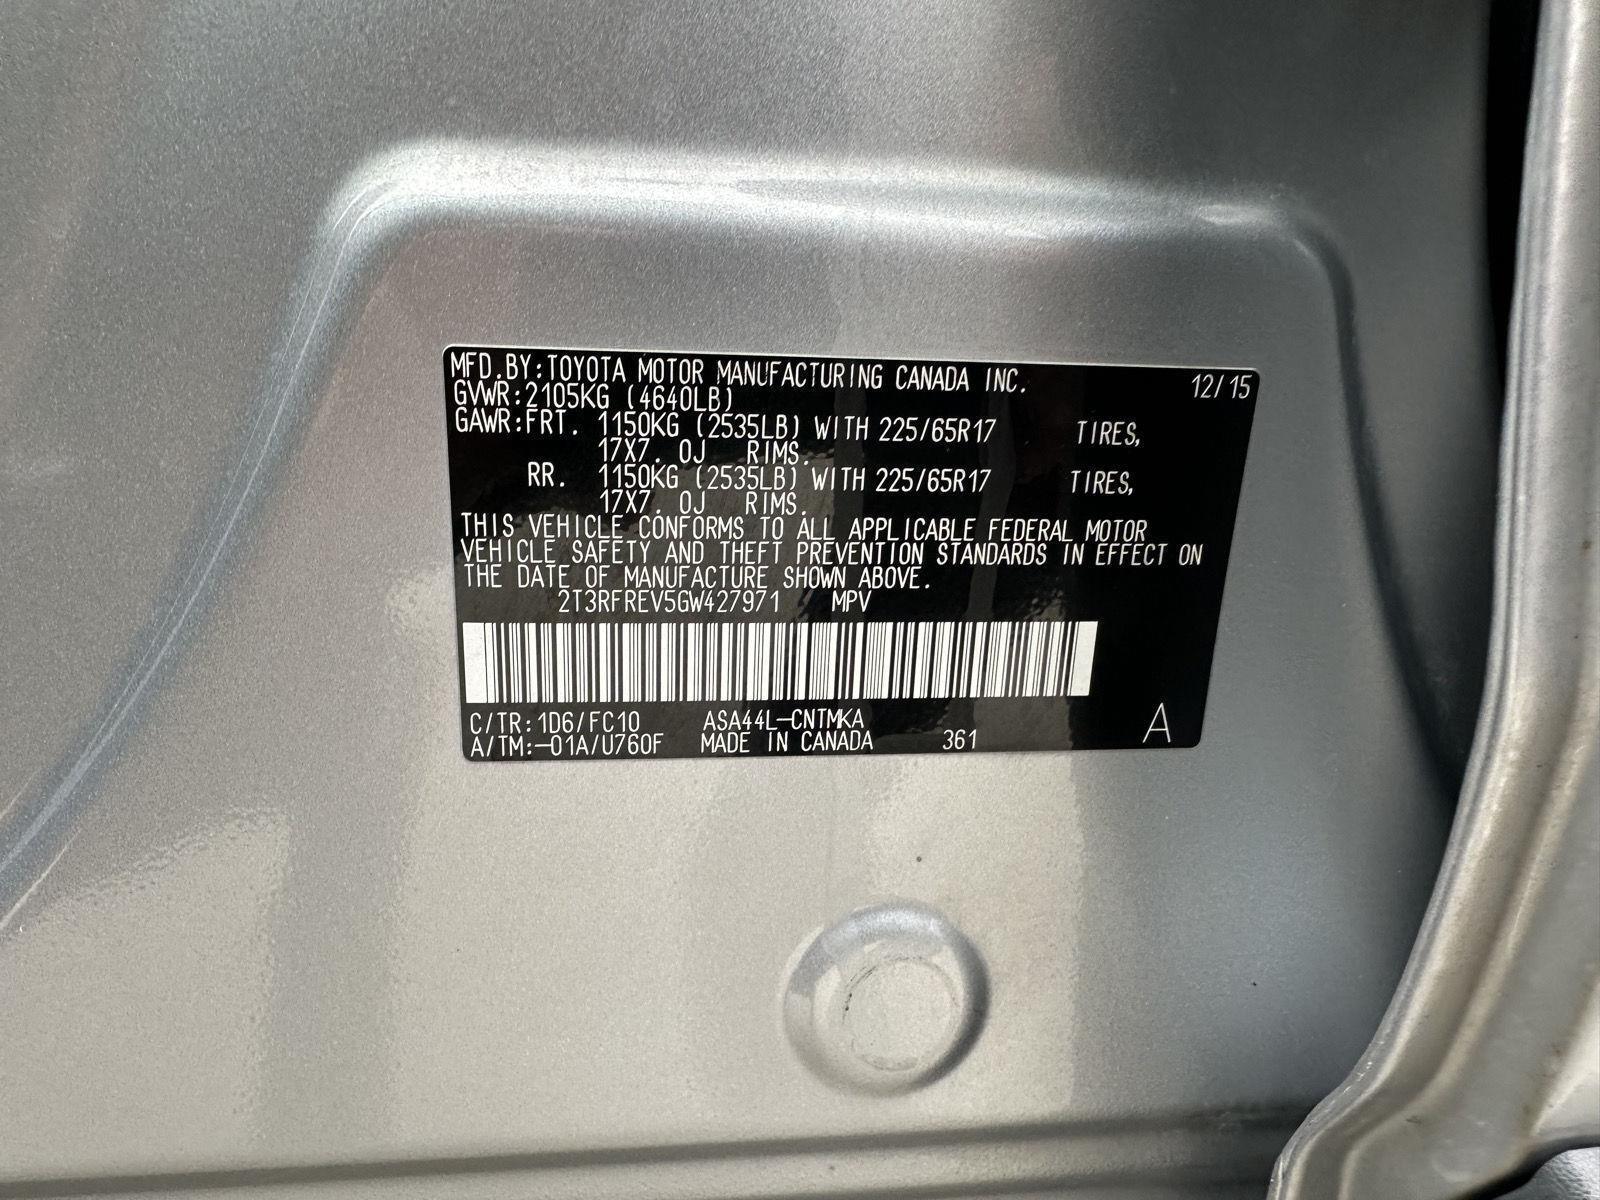 MFD.BY:TOYOTA MOTOR MANUFACTURING CANADA INC. 12/15
GVWR:2105KG (4640LB)
GAWR:FRT. 1150KG (2535LB) WITH 225/65R17 TIRES,
17X7.0J RIMS.
RR. 1150KG (2535LB) WITH 225/65R17 TIRES,
17X7.0J RIMS.
THIS VEHICLE CONFORMS TO ALL APPLICABLE FEDERAL MOTOR
VEHICLE SAFETY AND THEFT PREVENTION STANDARDS IN EFFECT ON
THE DATE OF MANUFACTURE SHOWN ABOVE.
2T3RFREV5GW427971 MPV
C/TR:1D6/FC10 ASA44L-CNTMKA
A/TM:-01A/U760F MADE IN CANADA 361 A